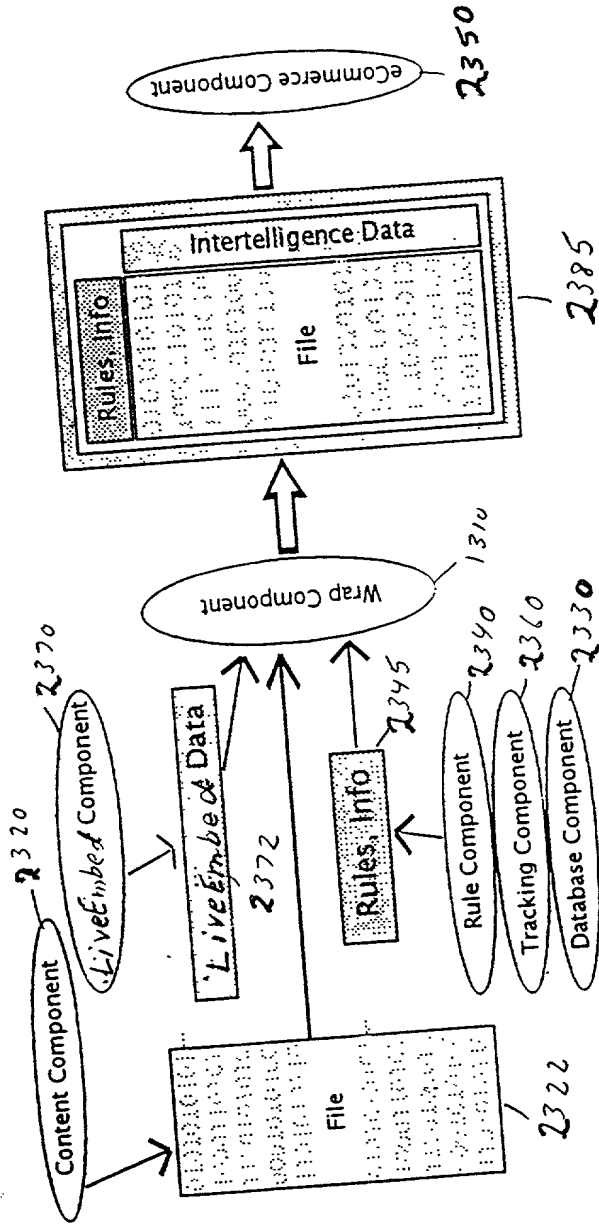 Content Component
2320
LiveEmbed Component
2370
LiveEmbed Data
2372
File
2322
Rules, Info
2345
Rule Component
2340
Tracking Component
2360
Database Component
2330
Wrap Component
1310
Rules, Info
Intertelligence Data
File
2385
eCommerce Component
2350